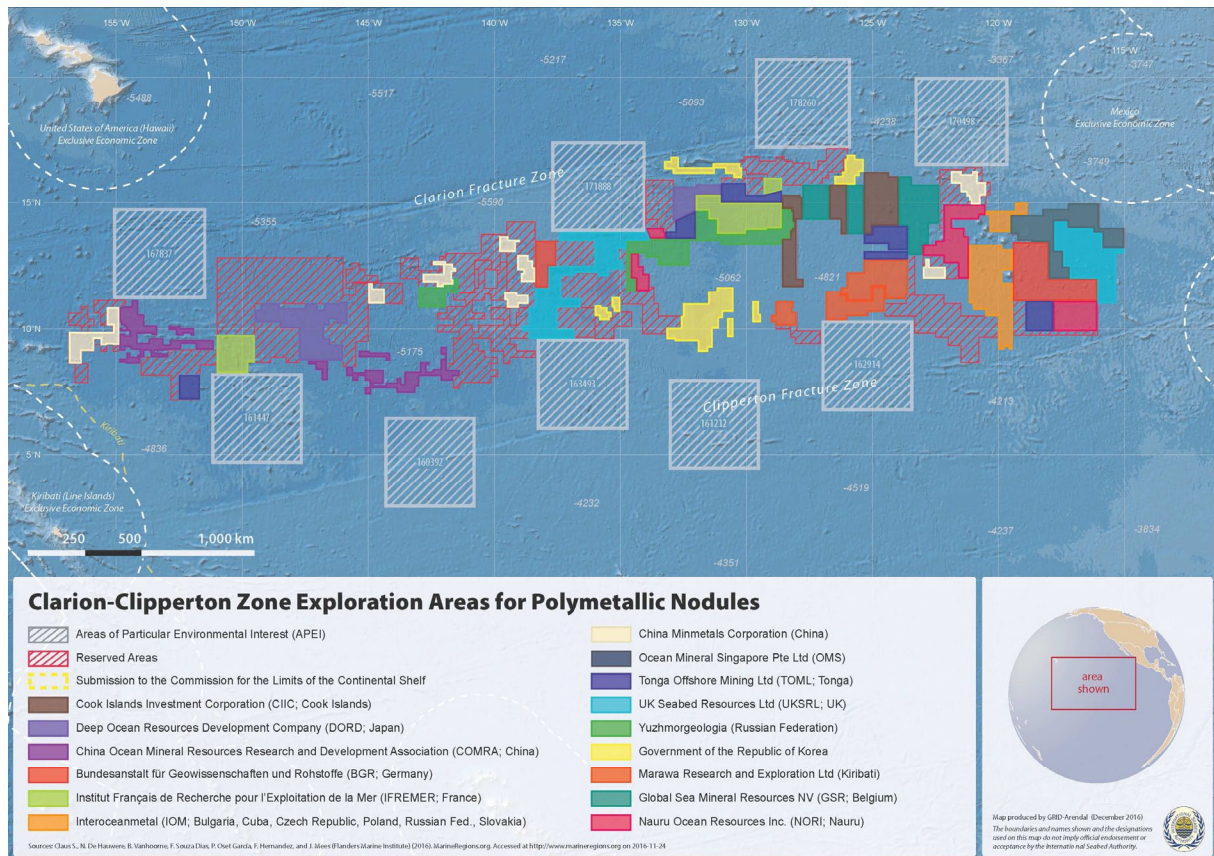 155°W
150°W
145°W
140°W
135°W
130°W
125°W
120°W
115°W
-5217
-3367
-3747
-5488
-5517
-5093
178260
-4238
170498
Mexico
Exclusive Economic Zone
United States of America (Hawaii)
Exclusive Economic Zone
-3749
Clarion Fracture Zone
171888
15°N
-5590
-5355
167837
-5062
-4821
10°N
-5175
163493
162914
Clipperton Fracture Zone
161447
161212
-4213
Kiribati
-4836
160392
5°N
Kiribati (Line Islands)
Exclusive Economic Zone
-4519
-4232
-4237
-3834
250
500
1,000 km
-4351
Clarion-Clipperton Zone Exploration Areas for Polymetallic Nodules
Areas of Particular Environmental Interest (APEI)
Reserved Areas
Submission to the Commission for the Limits of the Continental Shelf
Cook Islands Investment Corporation (CIIC; Cook Islands)
Deep Ocean Resources Development Company (DORD; Japan)
China Ocean Mineral Resources Research and Development Association (COMRA; China)
Bundesanstalt für Geowissenschaften und Rohstoffe (BGR; Germany)
Institut Français de Recherche pour l'Exploitation de la Mer (IFREMER; France)
Interoceanmetal (IOM; Bulgaria, Cuba, Czech Republic, Poland, Russian Fed., Slovakia)
China Minmetals Corporation (China)
Ocean Mineral Singapore Pte Ltd (OMS)
Tonga Offshore Mining Ltd (TOML; Tonga)
UK Seabed Resources Ltd (UKSRL; UK)
Yuzhmorgeologia (Russian Federation)
Government of the Republic of Korea
Marawa Research and Exploration Ltd (Kiribati)
Global Sea Mineral Resources NV (GSR; Belgium)
Nauru Ocean Resources Inc. (NORI; Nauru)
Sources: Claus S., N. De Hauwere, B. Vanhoorne, F. Souza Dias, P. Oset García, F. Hernandez, and J. Mees (Flanders Marine Institute) (2016). MarineRegions.org. Accessed at http://www.marineregions.org on 2016-11-24
area
shown
Map produced by GRID-Arendal (December 2016)
The boundaries and names shown and the designations
used on this map do not imply official endorsement or
acceptance by the International Seabed Authority.